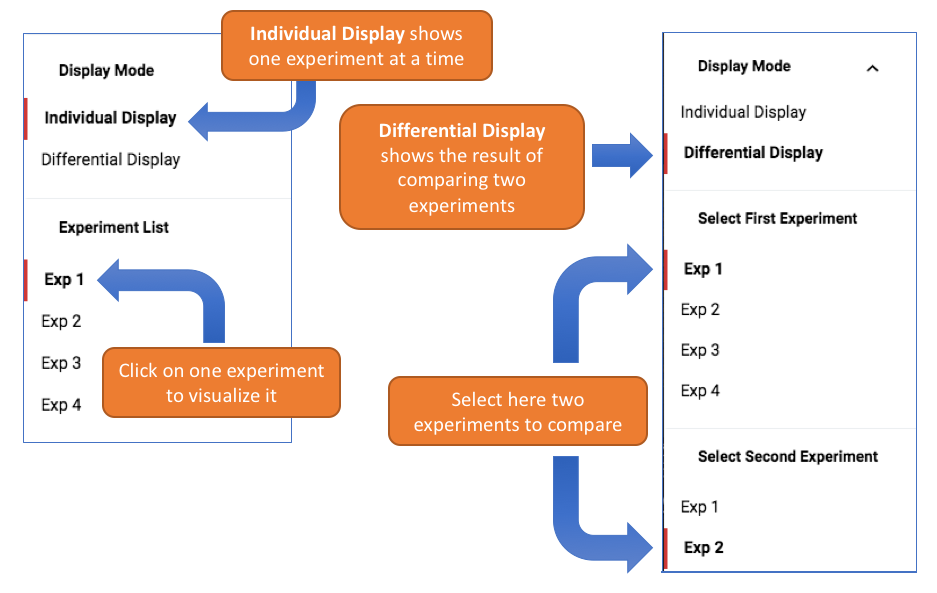 Individual Display shows
one experiment at a time
Display Mode
Individual Display
Differential Display
Experiment List
Exp 1
Exp 2
Exp 3
Exp 4
Click on one experiment
to visualize it
Differential Display
shows the result of
comparing two
experiments
Select here two
experiments to compare
Display Mode
Individual Display
Differential Display
Select First Experiment
Exp 1
Exp 2
Exp 3
Exp 4
Select Second Experiment
Exp 1
Exp 2